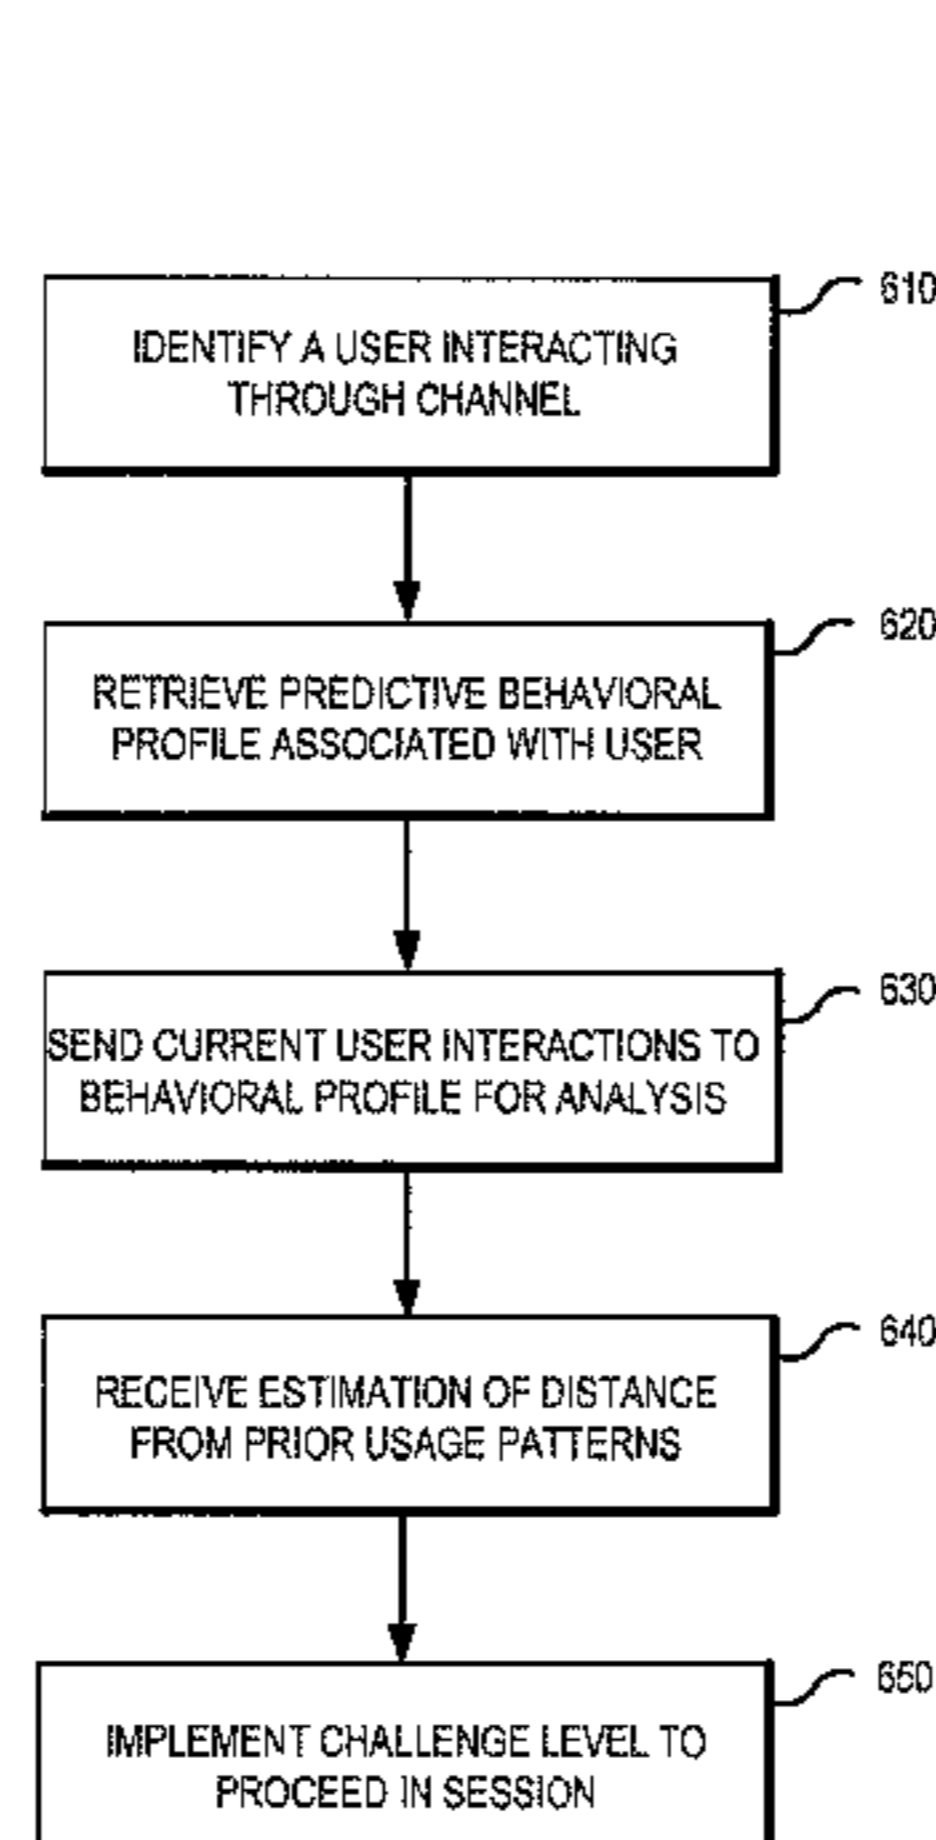 610
IDENTIFY A USER INTERACTING
THROUGH CHANNEL
620
RETRIEVE PREDICTIVE BEHAVIORAL
PROFILE ASSOCIATED WITH USER
630
SEND CURRENT USER INTERACTIONS TO
BEHAVIORAL PROFILE FOR ANALYSIS
640
RECEIVE ESTIMATION OF DISTANCE
FROM PRIOR USAGE PATTERNS
650
IMPLEMENT CHALLENGE LEVEL TO
PROCEED IN SESSION